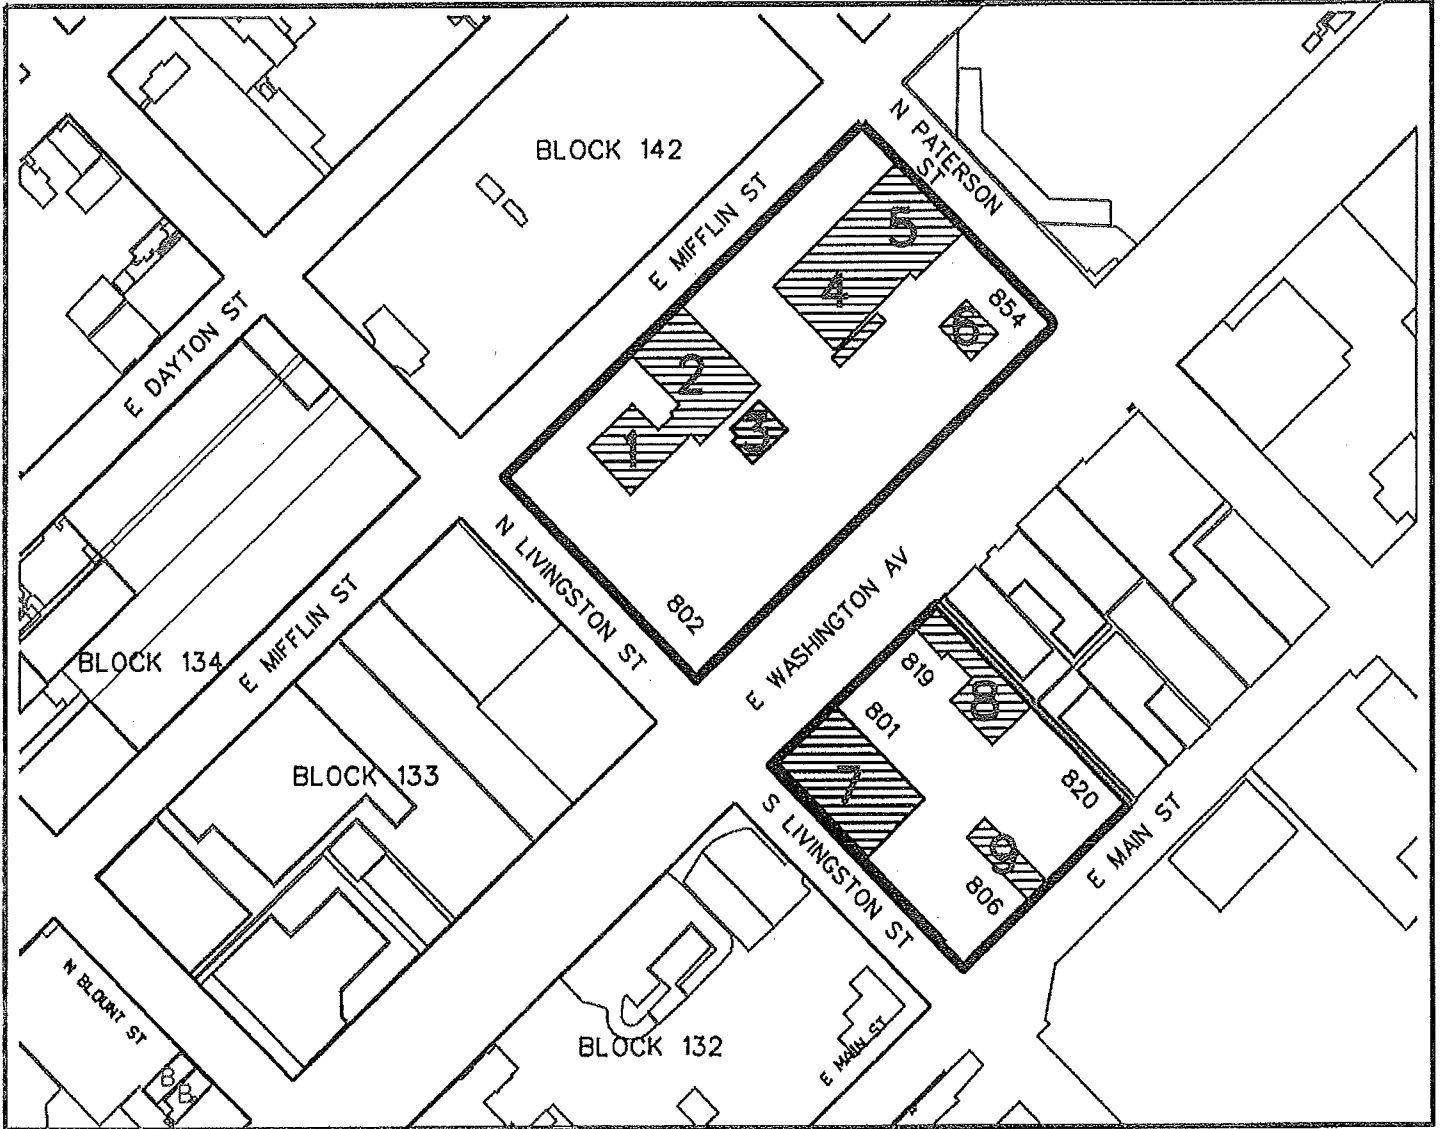 BLOCK 142
N PATERSON
ST
E MIFFLIN ST
5
4
854
6
E DAYTON ST
2
1
3
N LIVINGSTON ST
802
E WASHINGTON AV
E MIFFLIN ST
BLOCK 134
819
8
801
BLOCK 133
7
820
S LIVINGSTON ST
9
E MAIN ST
806
N BLOUNT ST
BLOCK 132
E MAIN ST
B
B